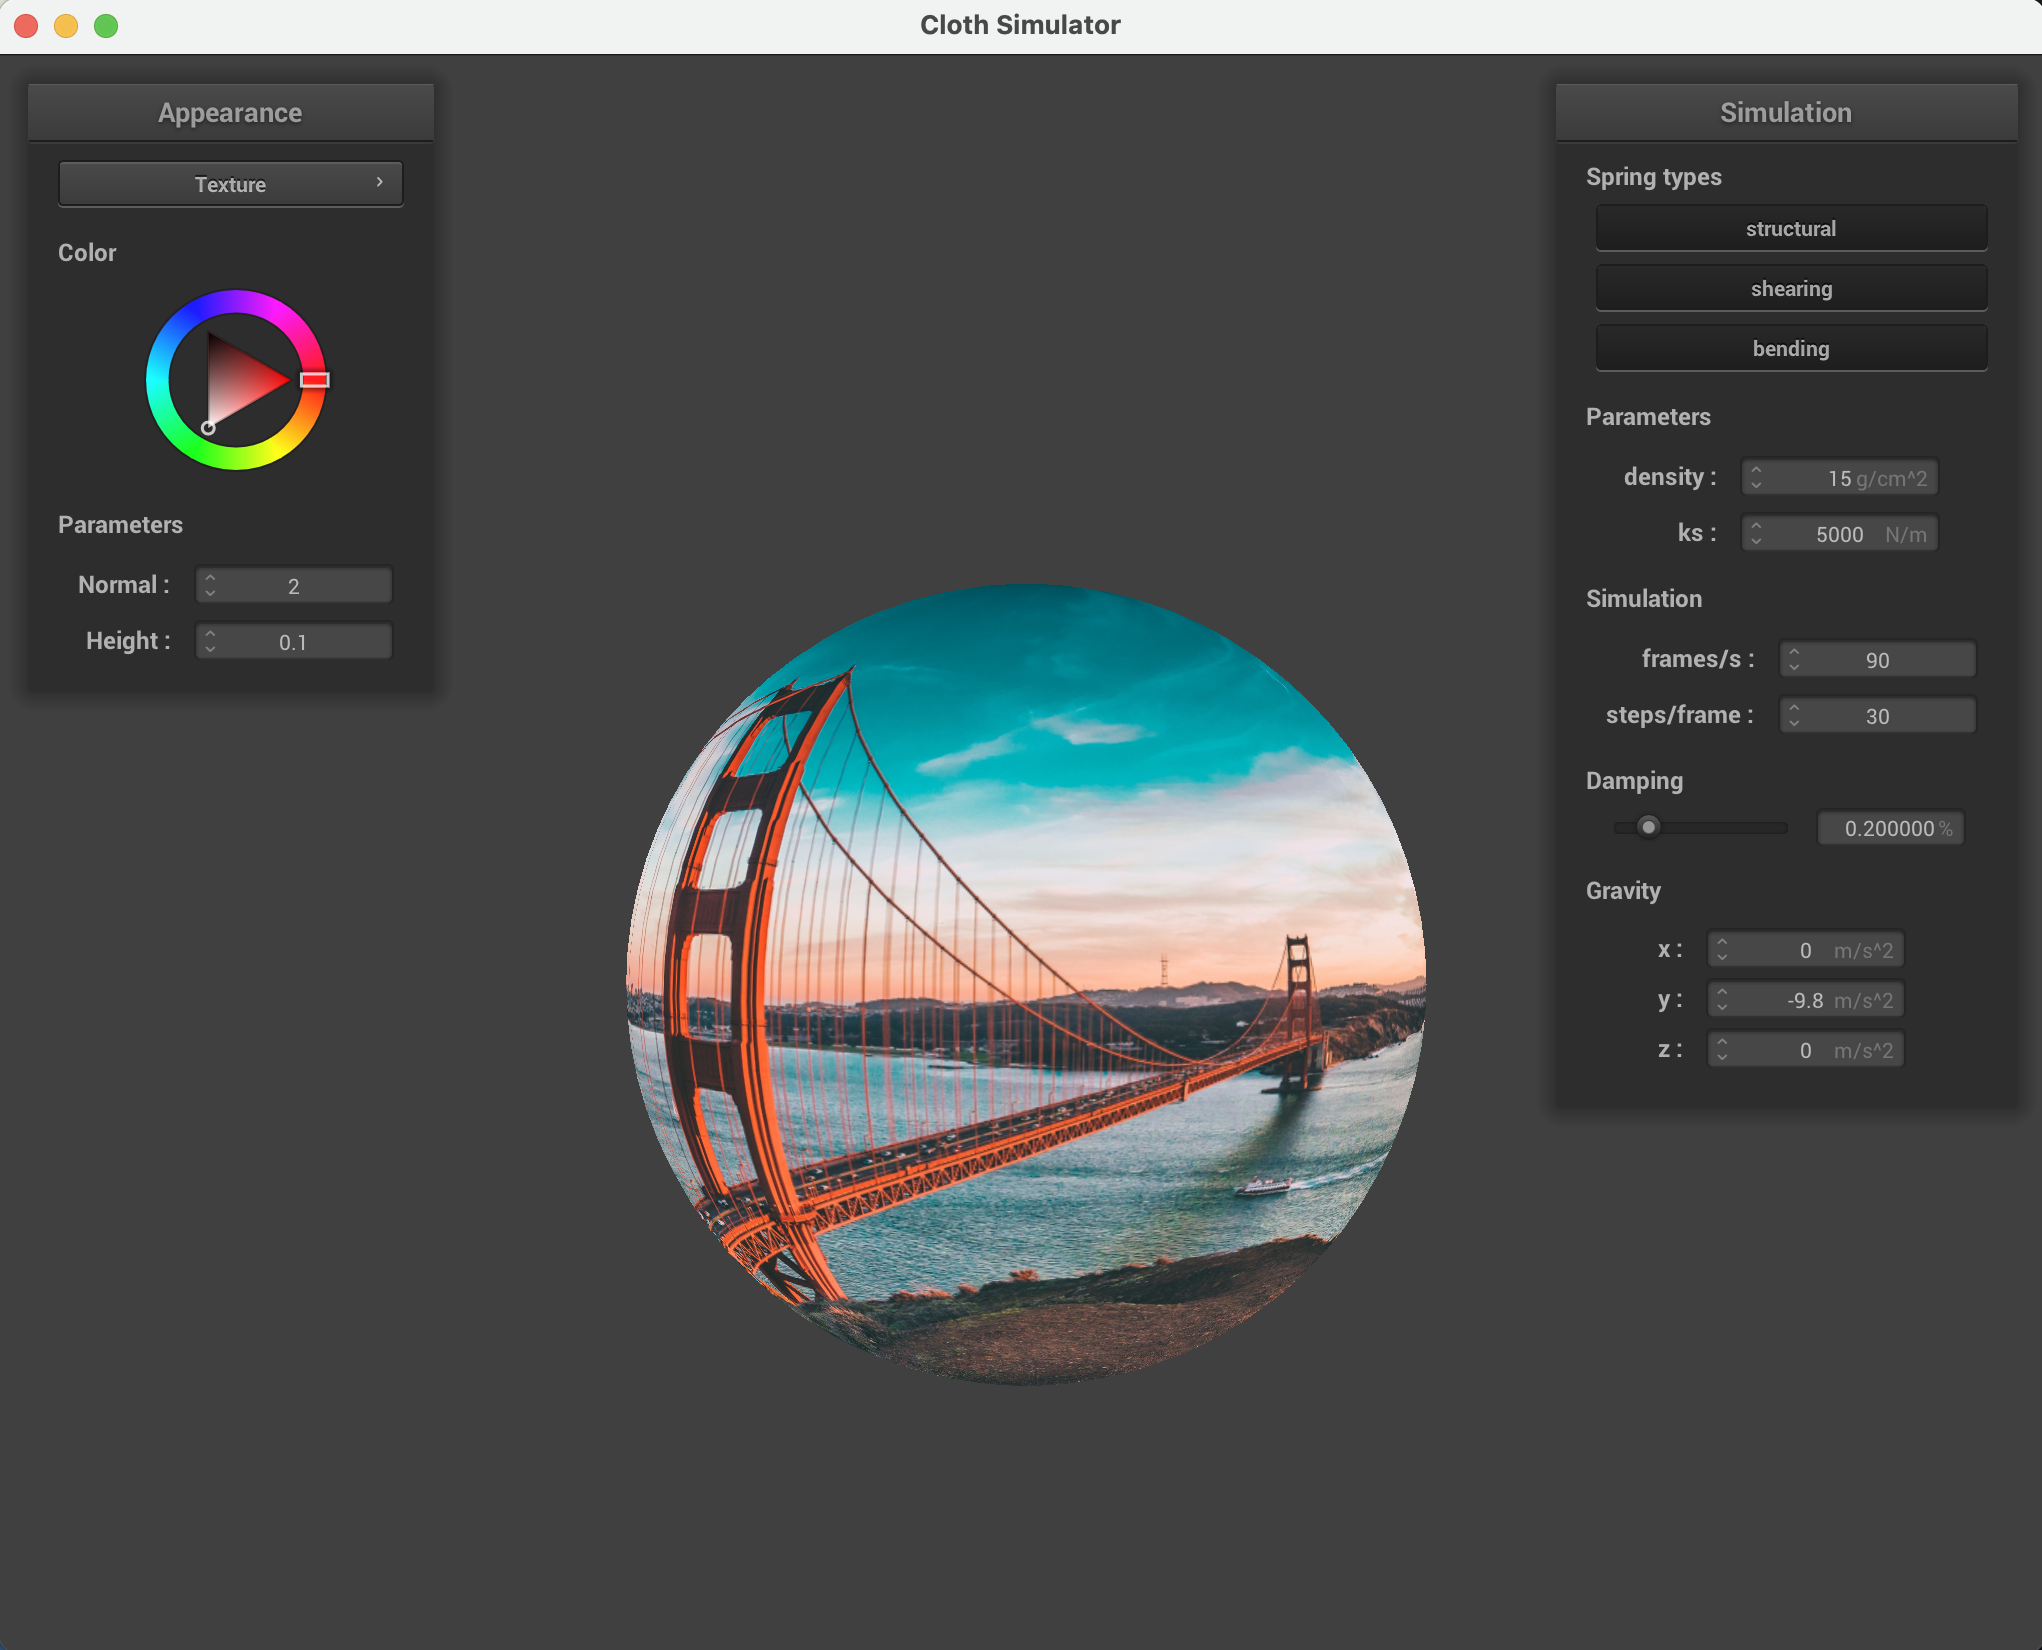 Cloth Simulator
Appearance
Texture
Color
Parameters
Normal : 2
Height : 0.1
Simulation
Spring types
structural
shearing
bending
Parameters
density : 15 g/cm^2
ks : 5000 N/m
Simulation
frames/s : 90
steps/frame : 30
Damping
0.200000 %
Gravity
x : 0 m/s^2
y : -9.8 m/s^2
z : 0 m/s^2